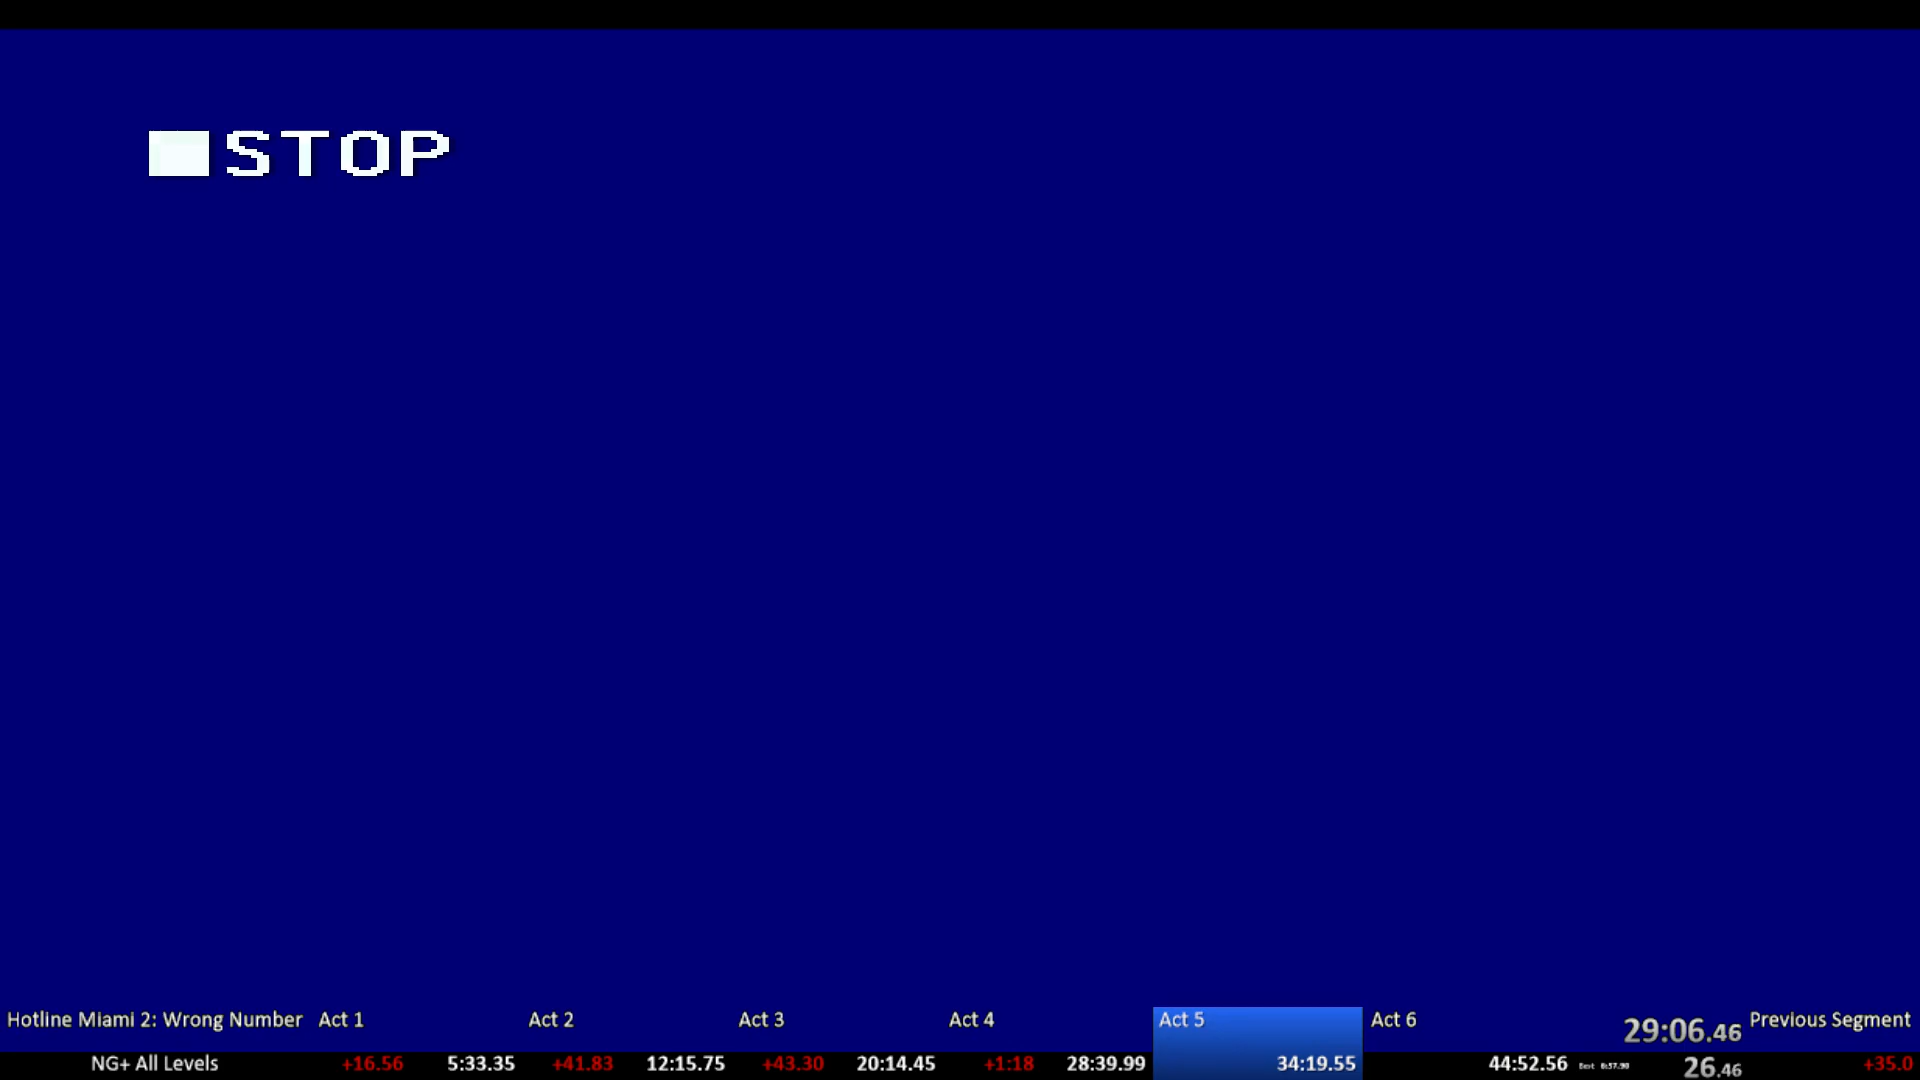 STOP
Hotline Miami 2: Wrong Number Act 1 Act 2 Act 3 Act 4 Act 5 Act 6 29:06.46 Previous Segment
NG+ All Levels +16.56 5:33.35 +41.83 12:15.75 +43.30 20:14.45 +1:18 28:39.99 34:19.55 44:52.56 Best 26.46 +35.0